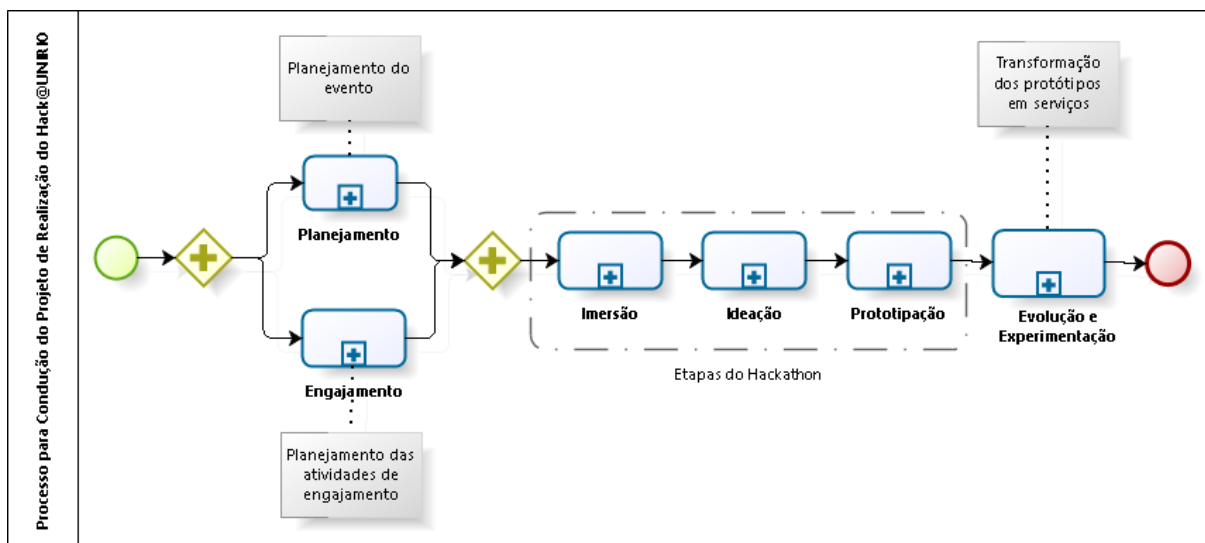 Processo para Condução do Projeto de Realização do Hack@UNIRIO
Planejamento do
evento
Planejamento
Engajamento
Planejamento das
atividades de
engajamento
Imersão
Ideação
Prototipação
Etapas do Hackathon
Transformação
dos protótipos
em serviços
Evolução e
Experimentação